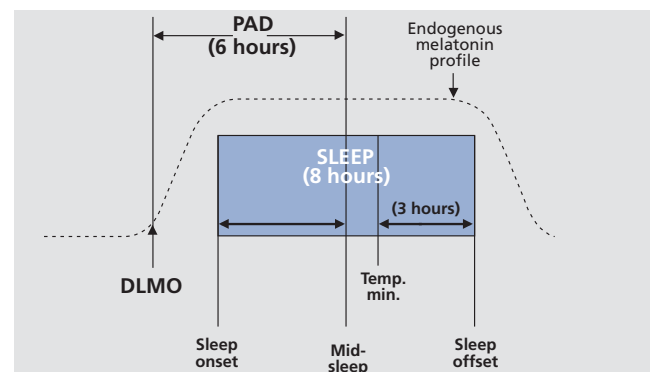 PAD
(6 hours)
Endogenous
melatonin
profile
SLEEP
(8 hours)
(3 hours)
DLMO
Temp.
min.
Sleep
onset
Mid-
sleep
Sleep
offset